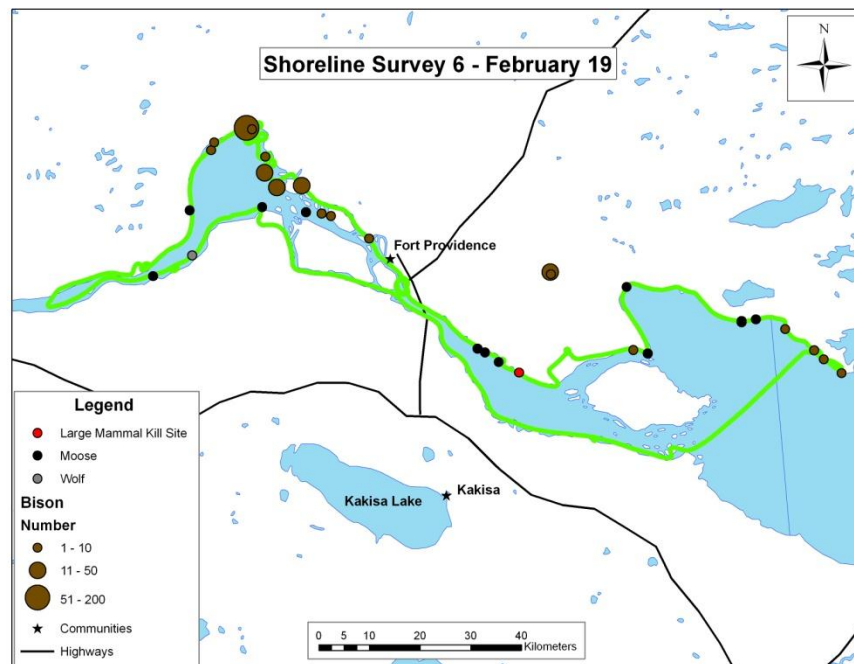 Shoreline Survey 6 - February 19
N
Fort Providence
Kakisa
Kakisa Lake
Legend
Large Mammal Kill Site
Moose
Wolf
Bison
Number
1 - 10
11 - 50
51 - 200
Communities
Highways
0 5 10 20 30 40
Kilometers